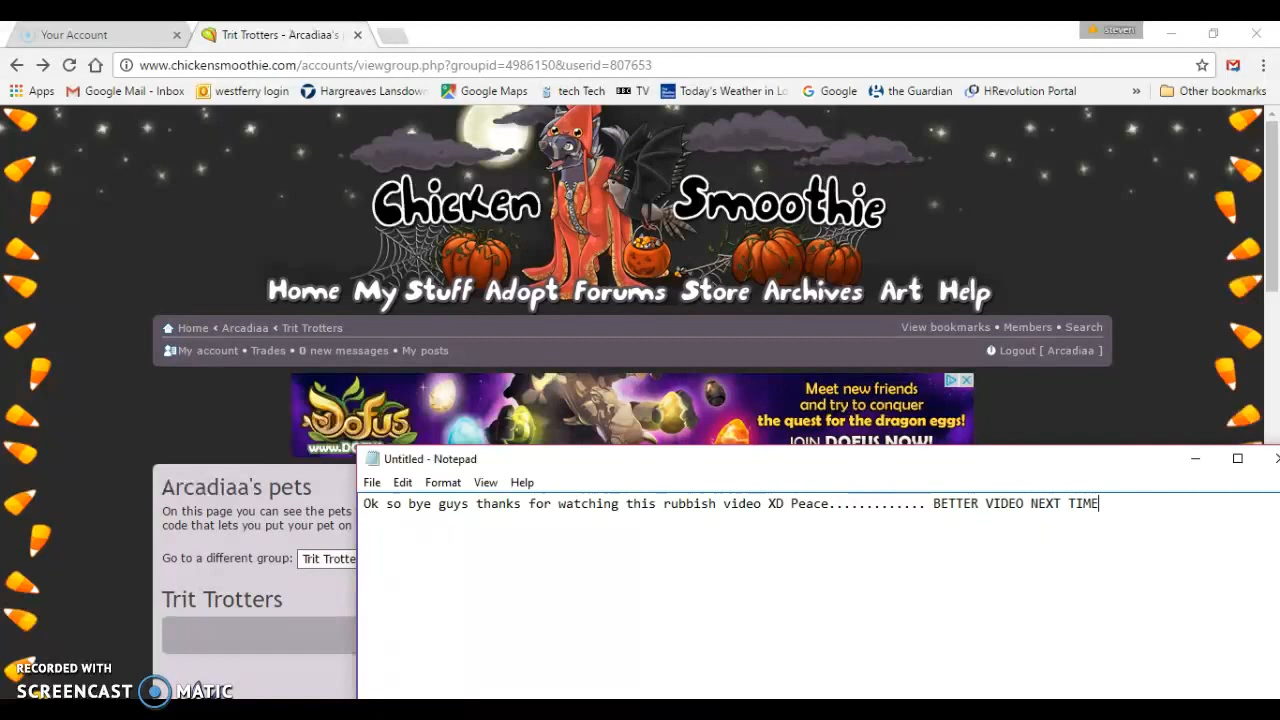 Your Account
Trit Trotters - Arcadiaa's
steven
www.chickensmoothie.com/accounts/viewgroup.php?groupid=4986150&userid=807653
Apps Google Mail - Inbox westferry login Hargreaves Lansdown Google Maps tech Tech BBC TV Today's Weather in Lo Google the Guardian HRevolution Portal » Other bookmarks
Chicken Smoothie
Home My Stuff Adopt Forums Store Archives Art Help
Home < Arcadiaa < Trit Trotters
View bookmarks • Members • Search
My account • Trades • 0 new messages • My posts
Logout [ Arcadiaa ]
DOFUS
www.DO
Meet new friends
and try to conquer
the quest for the dragon eggs!
JOIN DOFUS NOW!
Untitled - Notepad
File Edit Format View Help
Ok so bye guys thanks for watching this rubbish video XD Peace............. BETTER VIDEO NEXT TIME
Arcadiaa's pets
On this page you can see the pets
code that lets you put your pet on
Go to a different group: Trit Trotte
Trit Trotters
RECORDED WITH
SCREENCAST MATIC